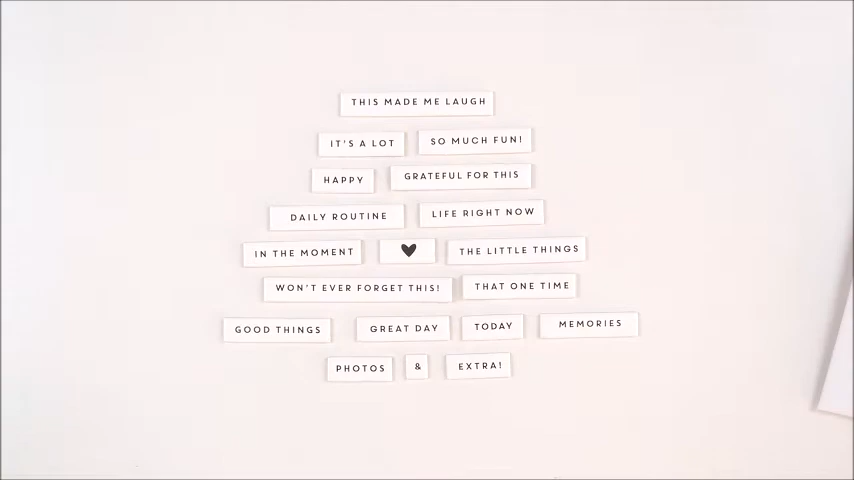 THIS MADE ME LAUGH
IT'S A LOT SO MUCH FUN!
HAPPY GRATEFUL FOR THIS
DAILY ROUTINE LIFE RIGHT NOW
IN THE MOMENT ♥ THE LITTLE THINGS
WON'T EVER FORGET THIS! THAT ONE TIME
GOOD THINGS GREAT DAY TODAY MEMORIES
PHOTOS & EXTRA!